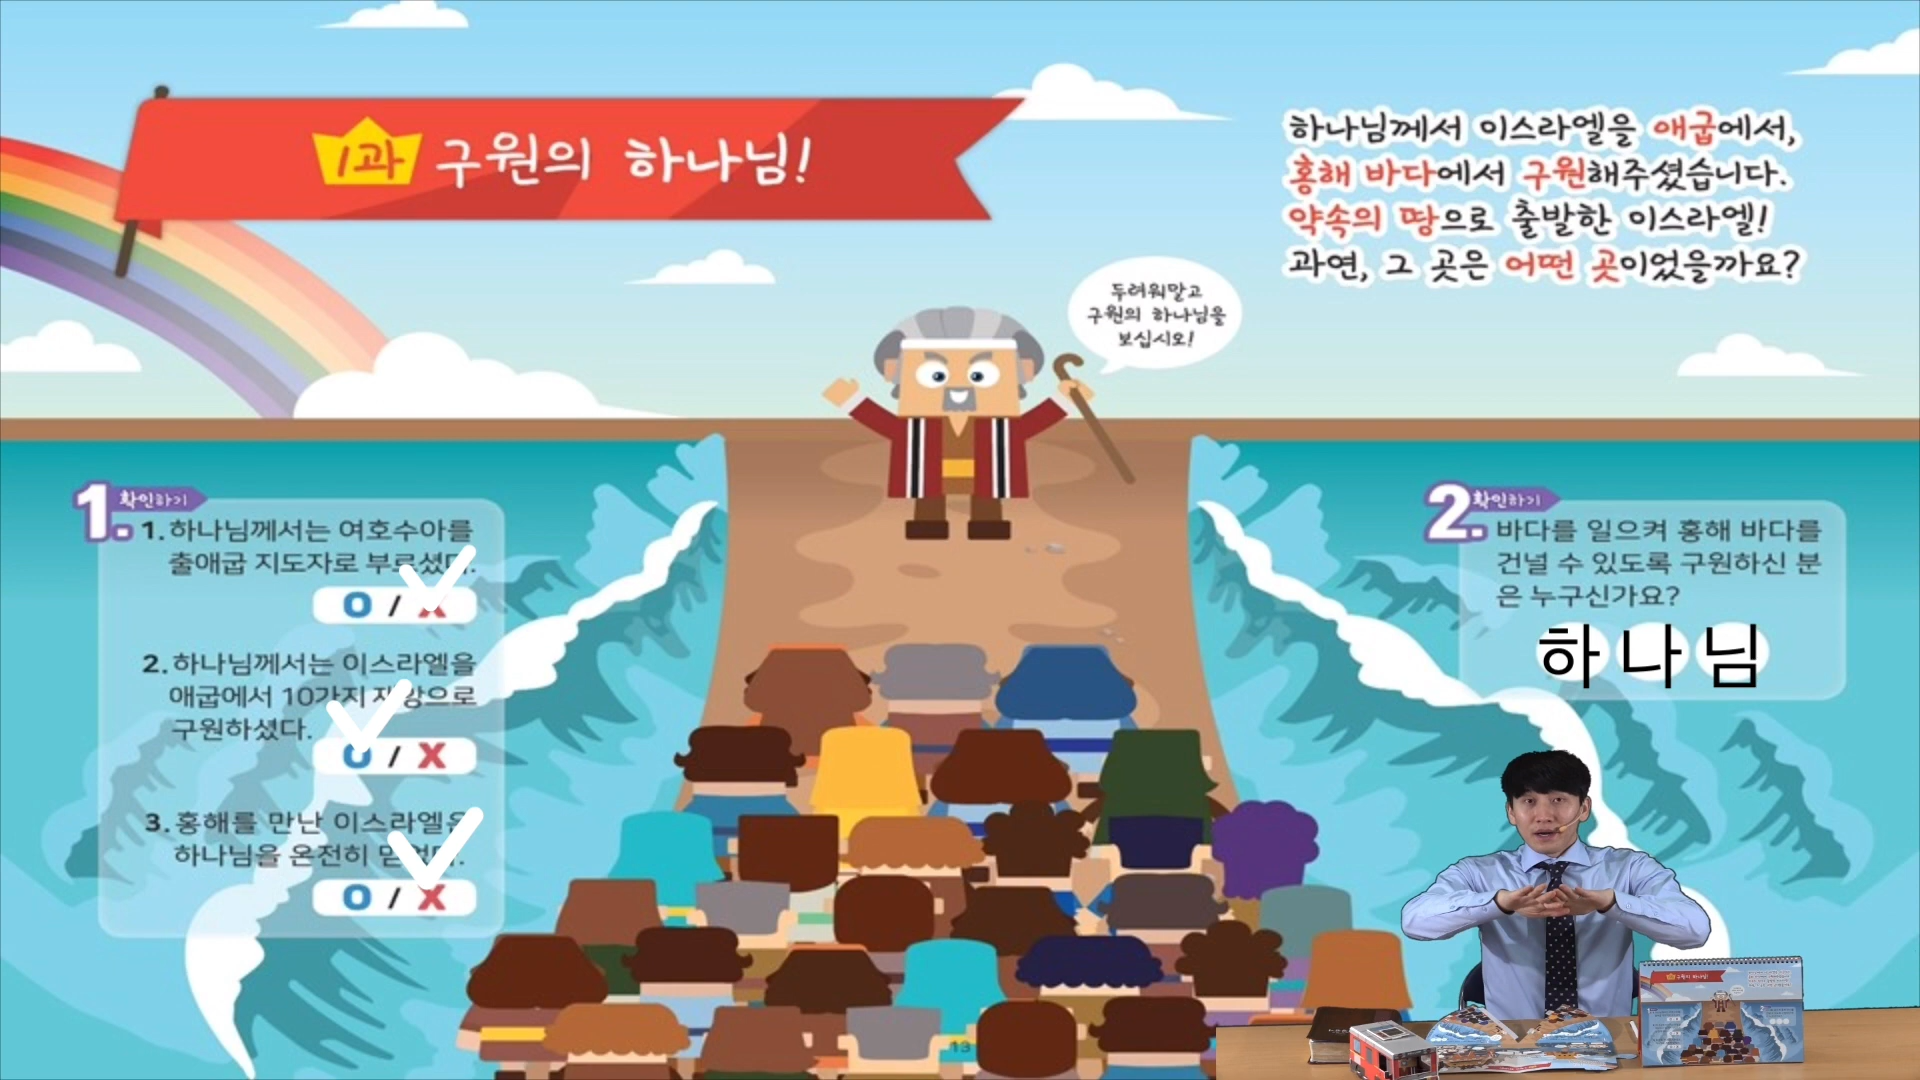 1과 구원의 하나님!
하나님께서 이스라엘을 애굽에서,
홍해 바다에서 구원해주셨습니다.
약속의 땅으로 출발한 이스라엘!
과연, 그 곳은 어떤 곳이었을까요?
두려워말고
구원의 하나님을
보십시오!
1. 확인하기
1. 하나님께서는 여호수아를
출애굽 지도자로 부르셨다.
O / X
2. 하나님께서는 이스라엘을
애굽에서 10가지 재앙으로
구원하셨다.
O / X
3. 홍해를 만난 이스라엘은
하나님을 온전히 믿었다.
O / X
2. 확인하기
바다를 일으켜 홍해 바다를
건널 수 있도록 구원하신 분
은 누구신가요?
하나님
13
구원의 하나님!